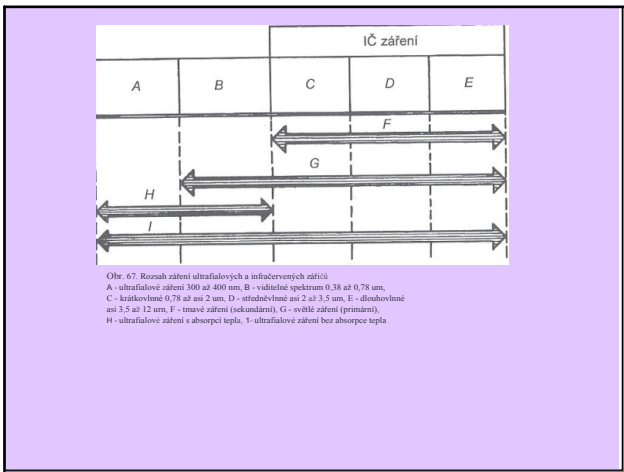 IČ záření
A B C D E
F
G
H
I
Obr. 67. Rozsah záření ultrafialových a infračervených zářičů
A - ultrafialové záření 300 až 400 nm, B - viditelné spektrum 0,38 až 0,78 um,
C - krátkovlnné 0,78 až asi 2 um, D - středněvlnné asi 2 až 3,5 um, E - dlouhovlnné
asi 3,5 až 12 um, F - tmavé záření (sekundární), G - světlé záření (primární),
H - ultrafialové záření s absorpcí tepla, 1- ultrafialové záření bez absorpce tepla